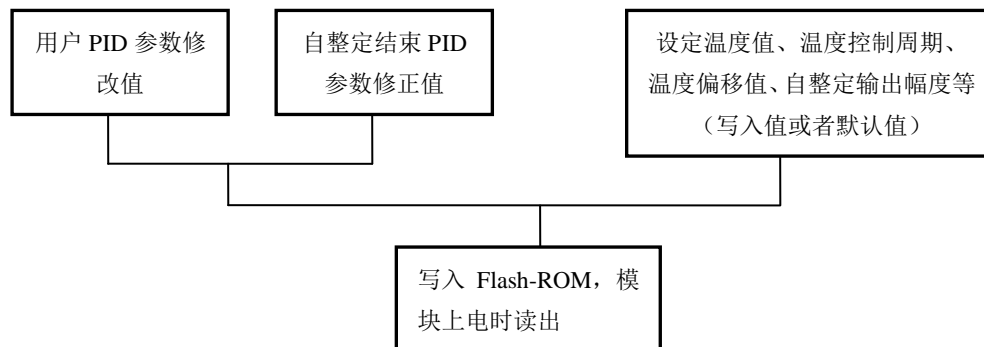 用户 PID 参数修
改值
自整定结束 PID
参数修正值
设定温度值、温度控制周期、
温度偏移值、自整定输出幅度等
（写入值或者默认值）
写入 Flash-ROM，模
块上电时读出